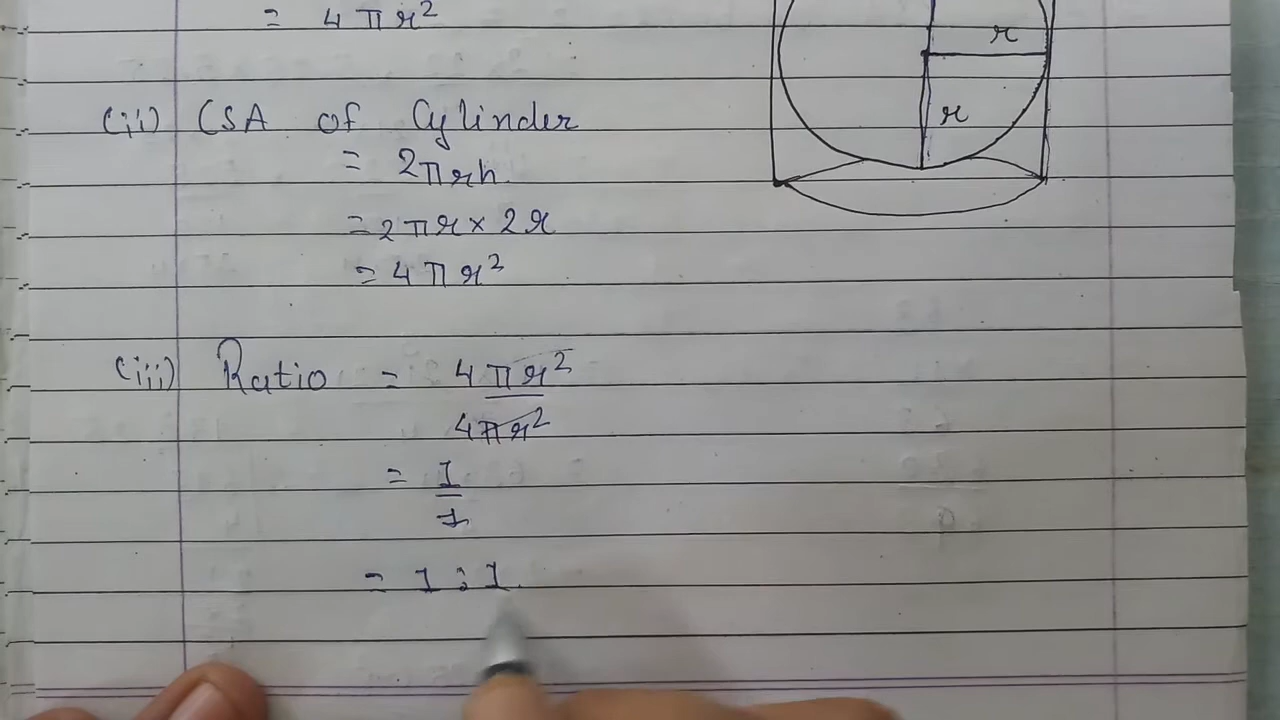 = 4πr²
r
r
(ii) CSA of Cylinder
= 2πrh
= 2πr × 2r
= 4πr²
(iii) Ratio = 4πr²
4πr²
= 1
1
= 1 : 1